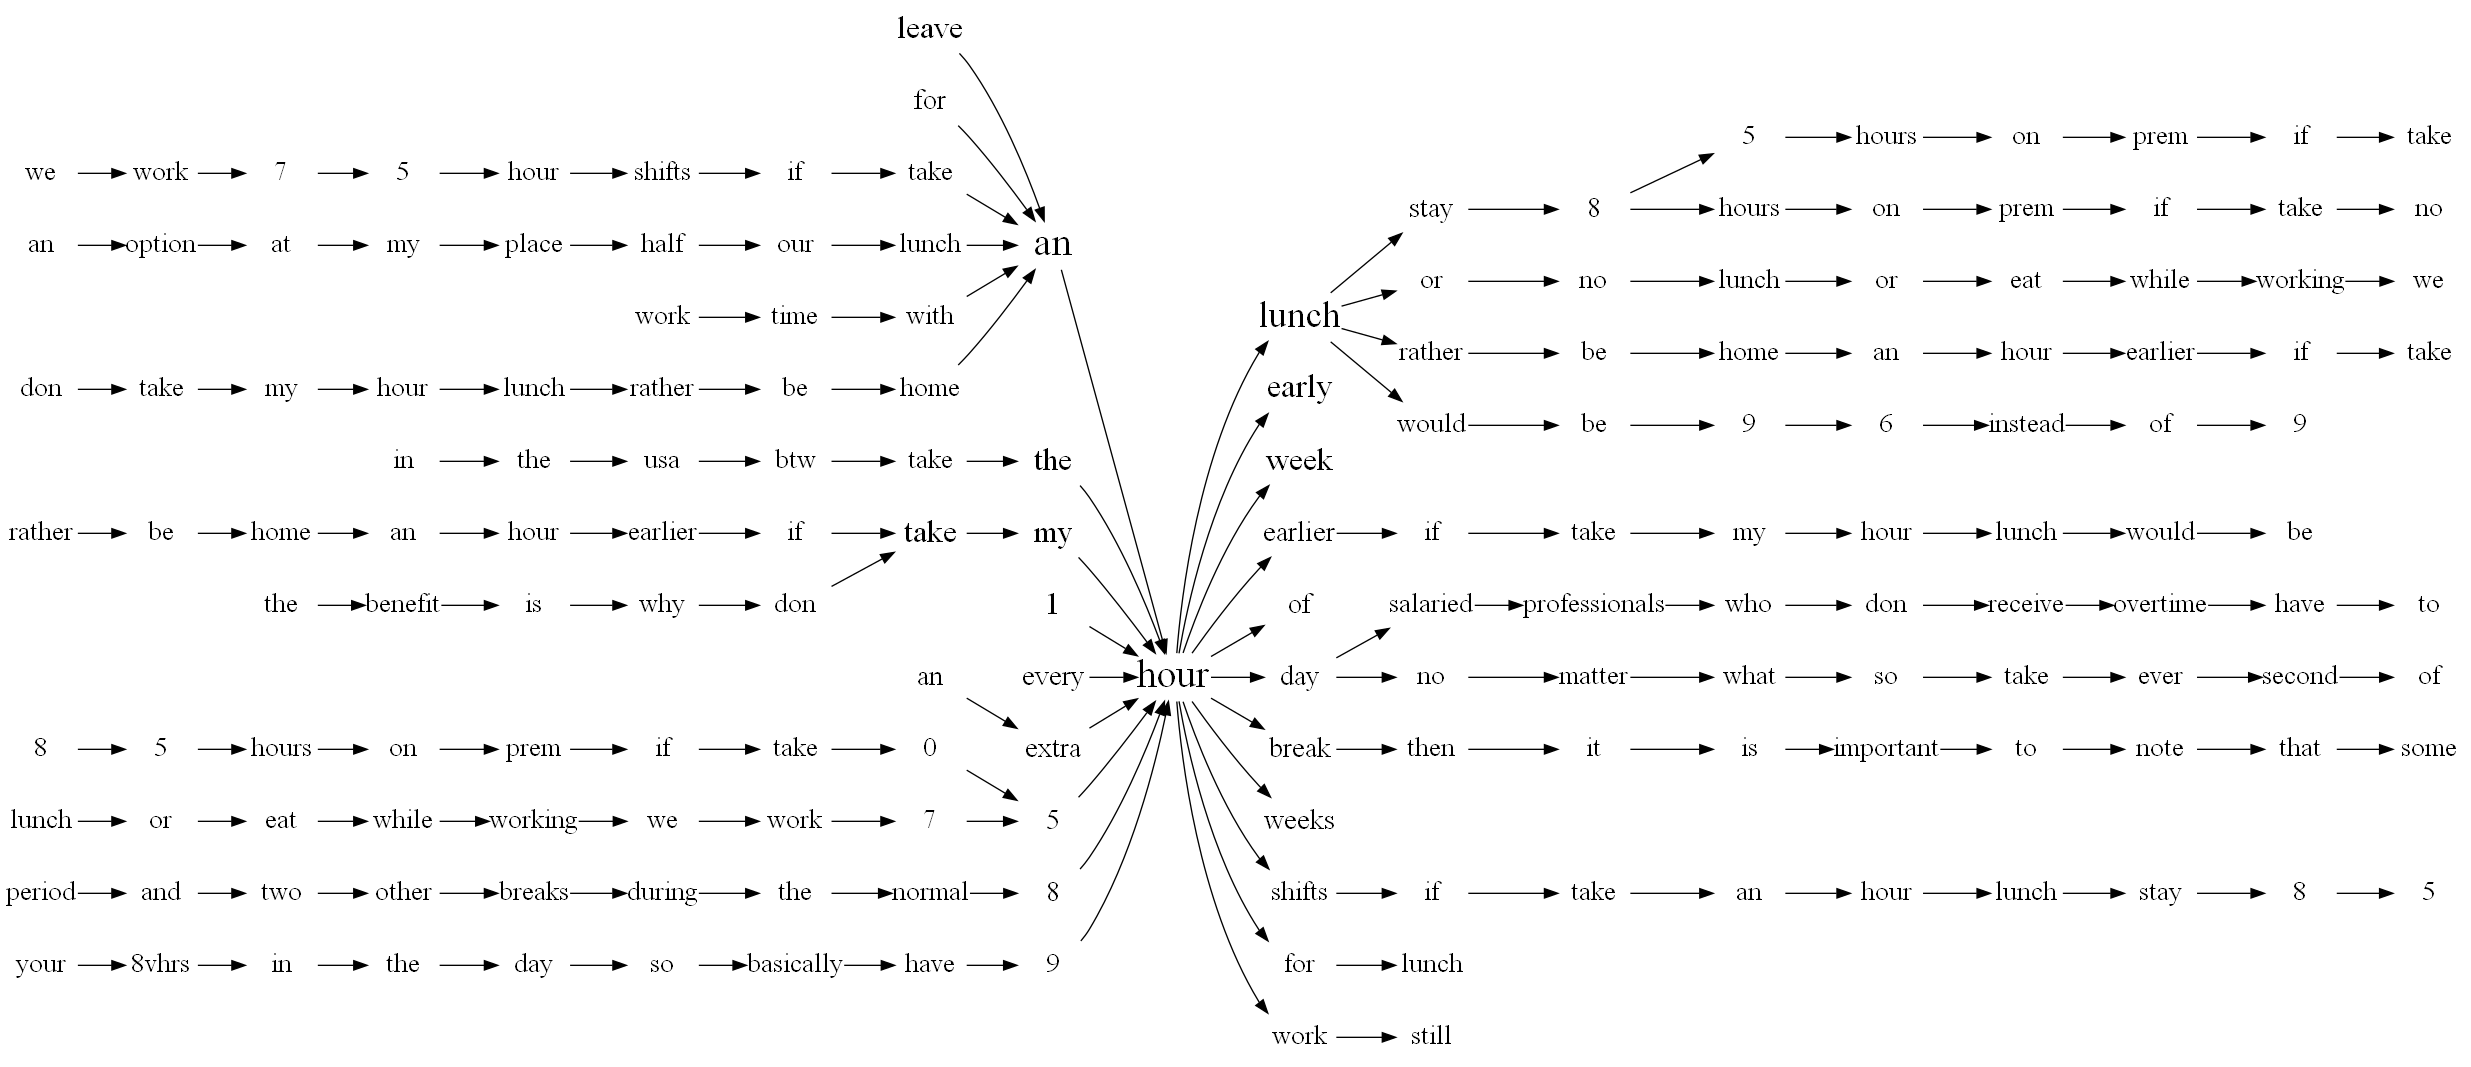 leave
for
5 hours on prem if take
we work 7 5 hour shifts if take
stay 8 hours on prem if take no
an option at my place half our lunch an
or no lunch or eat while working we
work time with
lunch
rather be home an hour earlier if take
don take my hour lunch rather be home
early
would be 9 6 instead of 9
in the usa btw take the
week
rather be home an hour earlier if take my
earlier if take my hour lunch would be
the benefit is why don
1
of
salaried professionals who don receive overtime have to
an
every hour day no matter what so take ever second of
8 5 hours on prem if take 0
extra
break then it is important to note that some
lunch or eat while working we work 7 5
weeks
period and two other breaks during the normal 8
shifts if take an hour lunch stay 8 5
your 8vhrs in the day so basically have 9
for lunch
work still